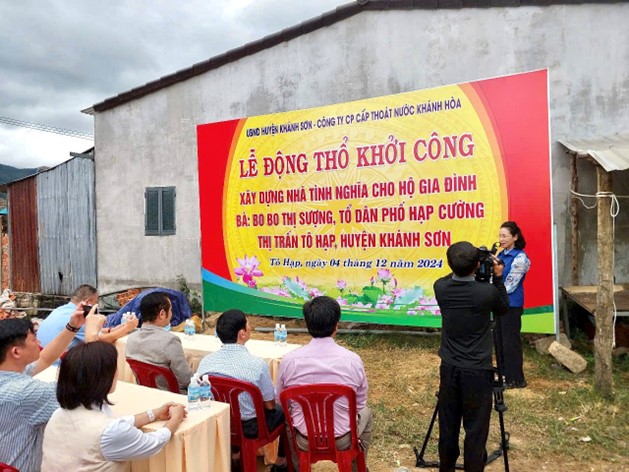 UBND HUYỆN KHÁNH SƠN - CÔNG TY CP CẤP THOÁT NƯỚC KHÁNH HÒA
LỄ ĐỘNG THỔ KHỞI CÔNG
XÂY DỰNG NHÀ TÌNH NGHĨA CHO HỘ GIA ĐÌNH
BÀ: BO BO THỊ SƯỢNG, TỔ DÂN PHỐ HẠP CƯỜNG
THỊ TRẤN TÔ HẠP, HUYỆN KHÁNH SƠN
Tô Hạp, ngày 04 tháng 12 năm 2024